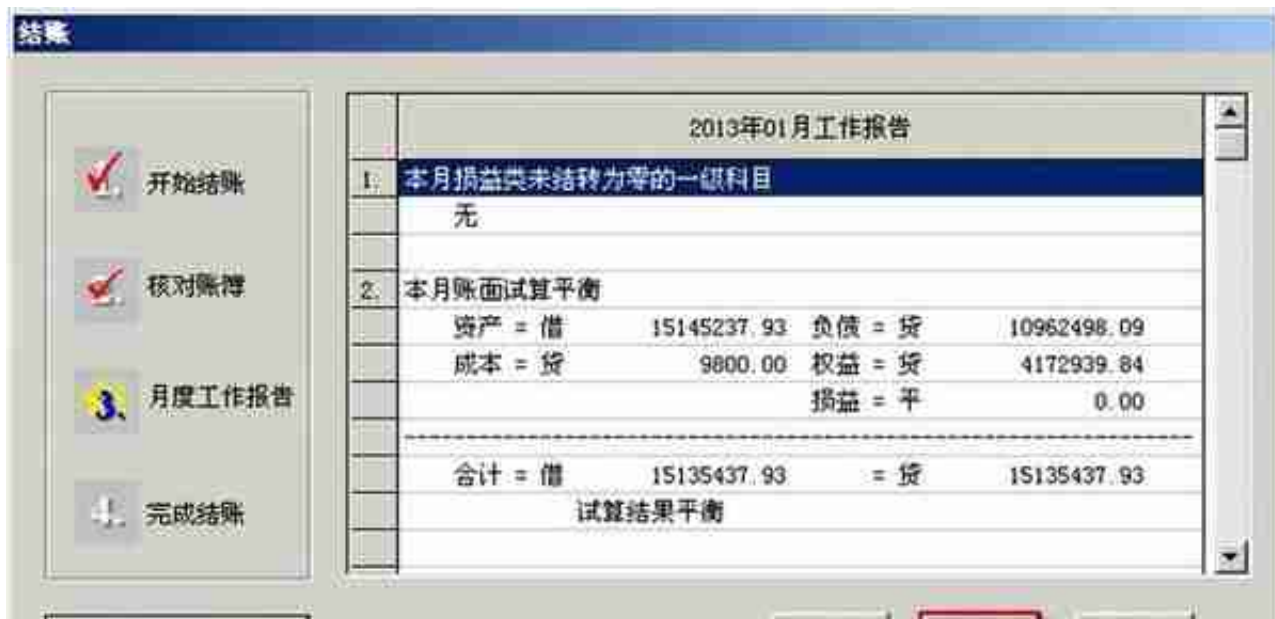 结账
开始结账
核对账簿
3. 月度工作报告
4. 完成结账
2013年01月工作报告
1. 本月损益类未结转为零的一级科目
无
2. 本月账面试算平衡
资产 = 借 15145237.93 负债 = 贷 10962498.09
成本 = 贷 9800.00 权益 = 贷 4172939.84
损益 = 平 0.00
合计 = 借 15135437.93 = 贷 15135437.93
试算结果平衡